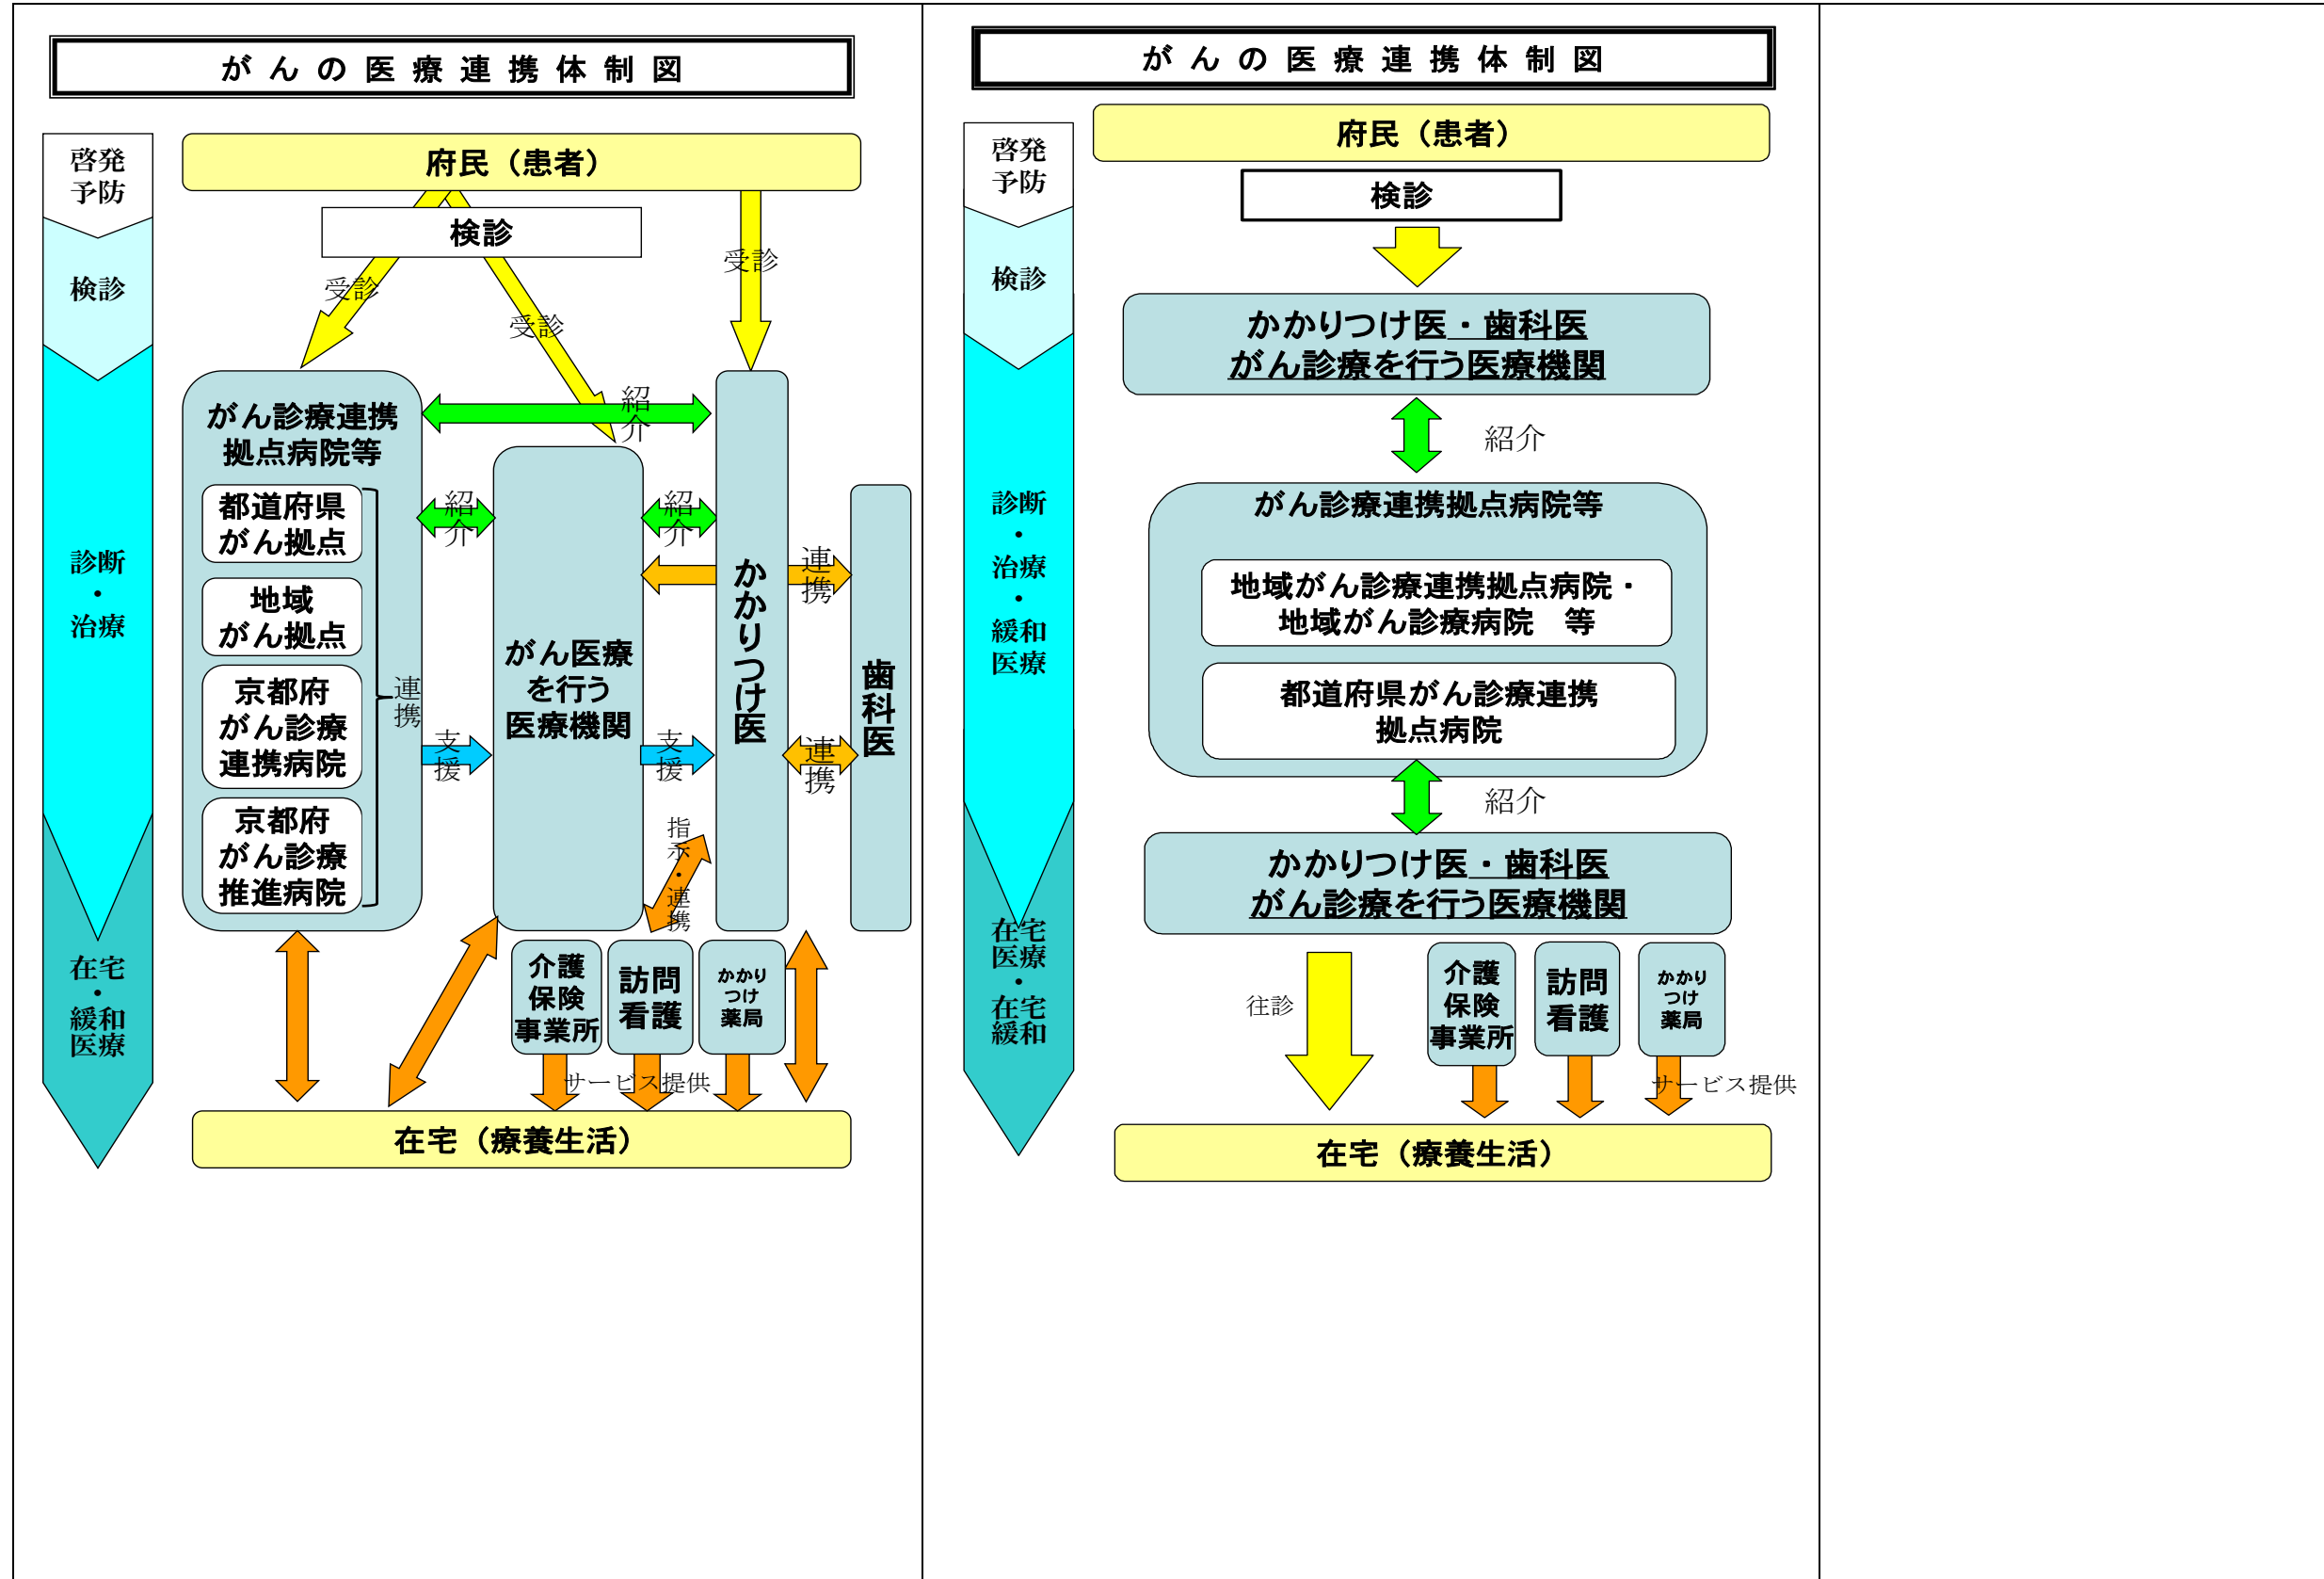 がんの医療連携体制図
啓発
予防
検診
診断
・
治療
在宅
・
緩和
医療
府民（患者）
検診
受診
受診
受診
がん診療連携
拠点病院等
都道府県
がん拠点
地域
がん拠点
京都府
がん診療
連携病院
京都府
がん診療
推進病院
連携
紹介
紹介
紹介
連携
支援
支援
連携
がん医療
を行う
医療機関
かかりつけ医
歯科医
指示・連携
介護
保険
事業所
訪問
看護
かかり
つけ
薬局
サービス提供
在宅（療養生活）
がんの医療連携体制図
啓発
予防
検診
診断
・
治療
・
緩和
医療
在宅
医療
・
在宅
緩和
府民（患者）
検診
かかりつけ医・歯科医
がん診療を行う医療機関
紹介
がん診療連携拠点病院等
地域がん診療連携拠点病院・
地域がん診療病院　等
都道府県がん診療連携
拠点病院
紹介
かかりつけ医・歯科医
がん診療を行う医療機関
往診
介護
保険
事業所
訪問
看護
かかり
つけ
薬局
サービス提供
在宅（療養生活）